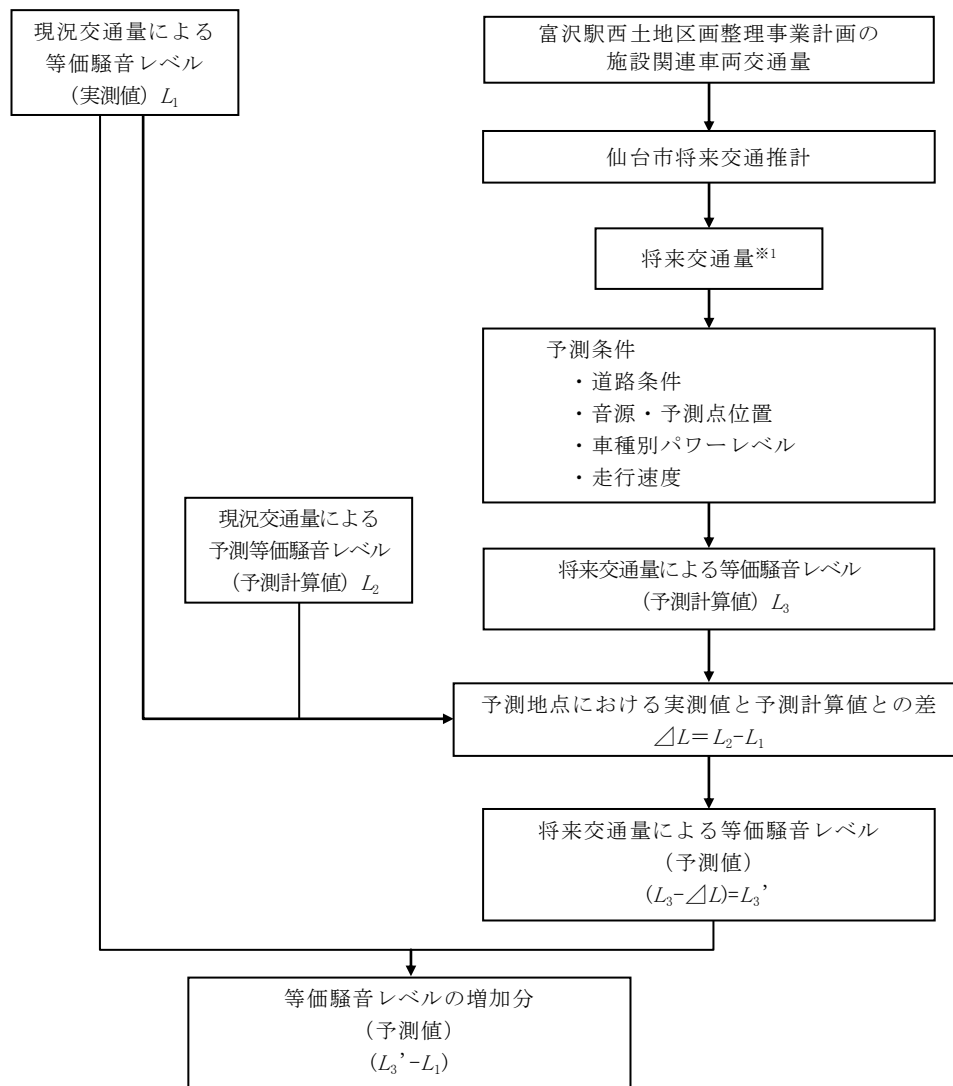 現況交通量による
等価騒音レベル
(実測値) L₁
富沢駅西土地区画整理事業計画の
施設関連車両交通量
仙台市将来交通推計
将来交通量※1
予測条件
・道路条件
・音源・予測点位置
・車種別パワーレベル
・走行速度
現況交通量による
予測等価騒音レベル
(予測計算値) L₂
将来交通量による等価騒音レベル
(予測計算値) L₃
予測地点における実測値と予測計算値との差
⊿L＝L₂-L₁
将来交通量による等価騒音レベル
(予測値)
(L₃-⊿L)=L₃’
等価騒音レベルの増加分
(予測値)
(L₃’-L₁)